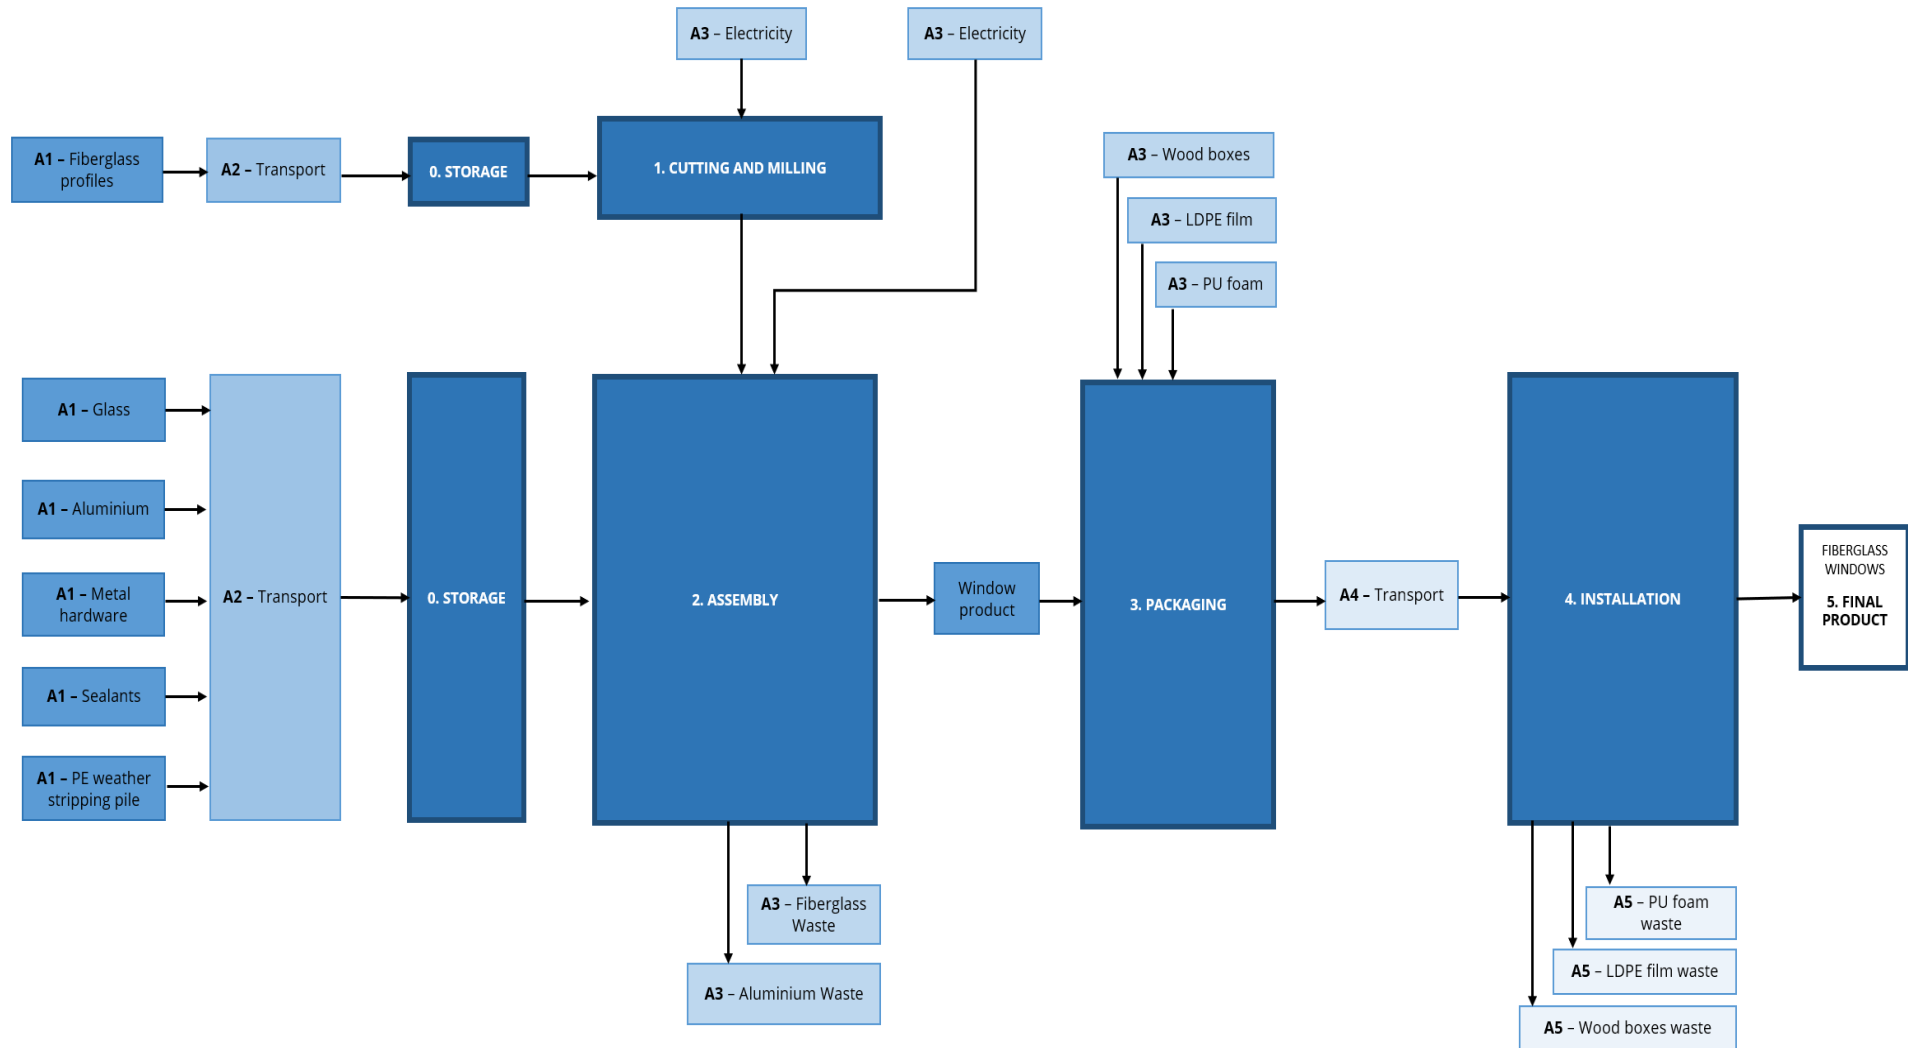 A3 – Electricity
A3 – Electricity
A1 – Fiberglass
profiles
A2 – Transport
0. STORAGE
1. CUTTING AND MILLING
A3 – Wood boxes
A3 – LDPE film
A3 – PU foam
A1 – Glass
A1 – Aluminium
A1 – Metal
hardware
A1 – Sealants
A1 – PE weather
stripping pile
A2 – Transport
0. STORAGE
2. ASSEMBLY
Window
product
3. PACKAGING
A4 – Transport
4. INSTALLATION
FIBERGLASS
WINDOWS
5. FINAL
PRODUCT
A3 – Fiberglass
Waste
A3 – Aluminium Waste
A5 – PU foam
waste
A5 – LDPE film waste
A5 – Wood boxes waste